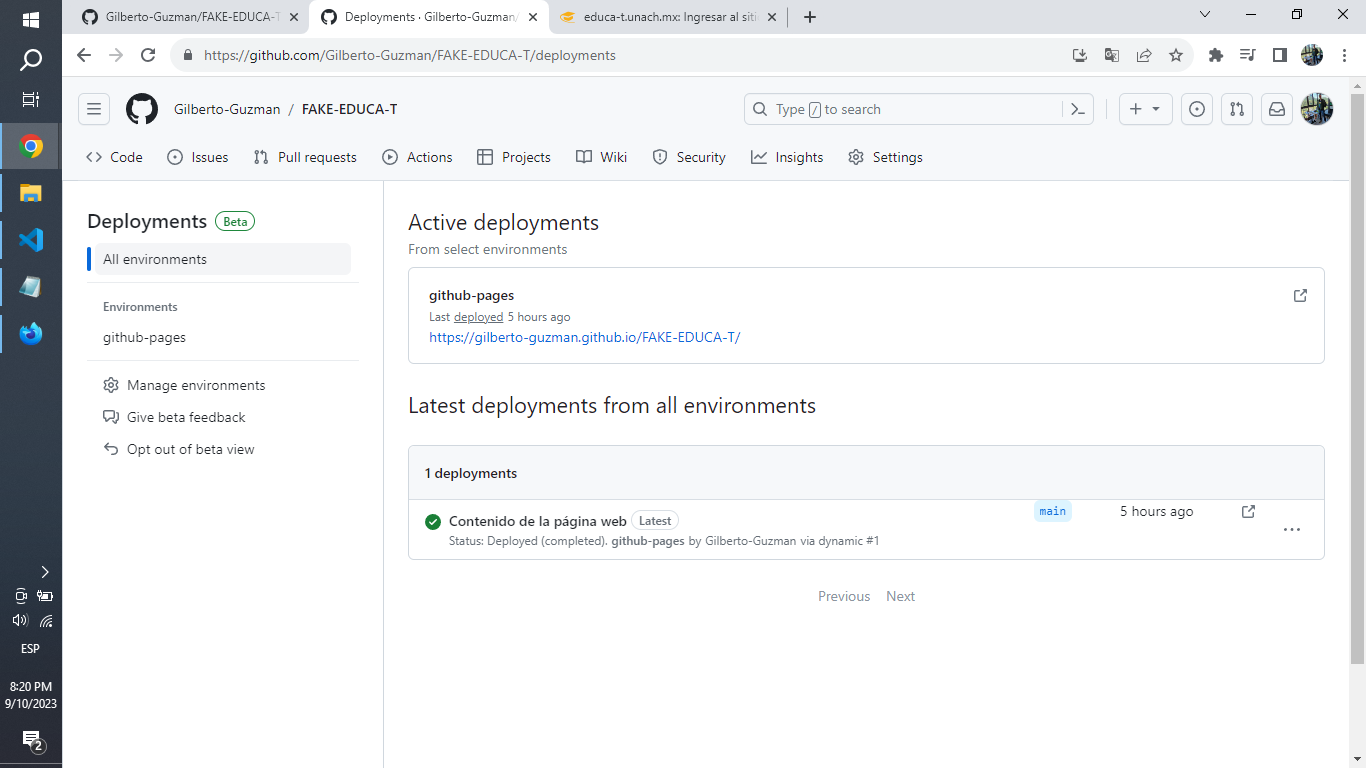 Gilberto-Guzman/FAKE-EDUCA-T
Deployments · Gilberto-Guzman/
educa-t.unach.mx: Ingresar al siti
https://github.com/Gilberto-Guzman/FAKE-EDUCA-T/deployments
Gilberto-Guzman / FAKE-EDUCA-T
Type / to search
Code Issues Pull requests Actions Projects Wiki Security Insights Settings
Deployments Beta
All environments
Environments
github-pages
Manage environments
Give beta feedback
Opt out of beta view
Active deployments
From select environments
github-pages
Last deployed 5 hours ago
https://gilberto-guzman.github.io/FAKE-EDUCA-T/
Latest deployments from all environments
1 deployments
Contenido de la página web Latest main 5 hours ago
Status: Deployed (completed). github-pages by Gilberto-Guzman via dynamic #1
Previous Next
ESP
8:20 PM
9/10/2023
2